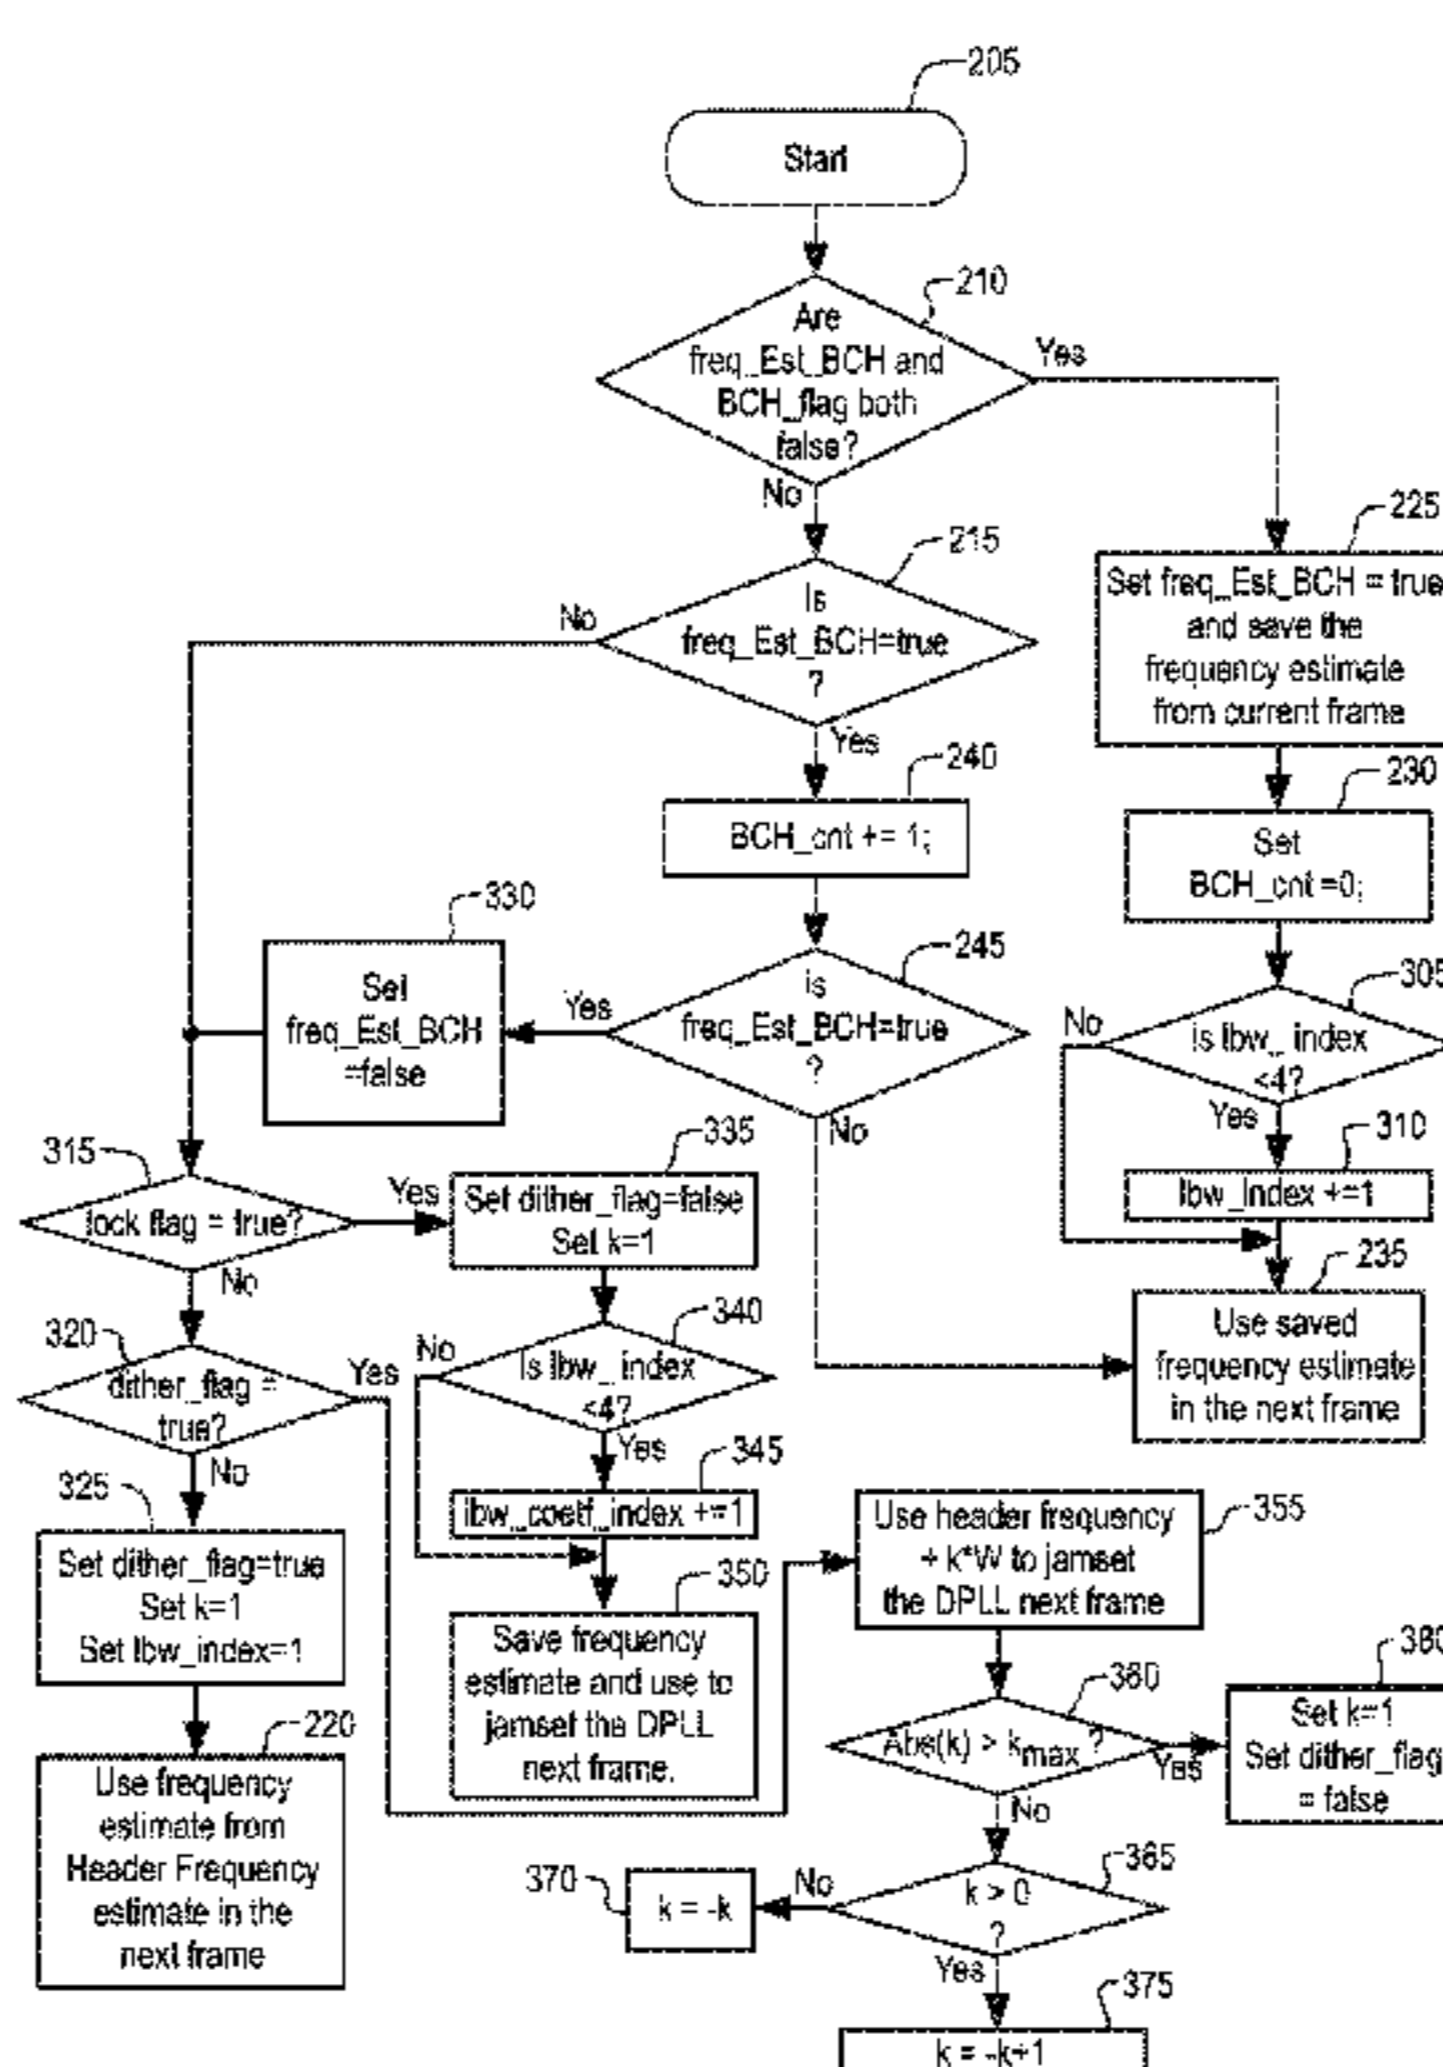 205
Start
210
Are
freq_Est_BCH and
BCH_flag both
false?
Yes
No
215
Is
freq_Est_BCH=true
?
No
Yes
225
Set freq_Est_BCH = true
and save the
frequency estimate
from current frame
230
Set
BCH_cnt =0;
240
BCH_cnt += 1;
330
Set
freq_Est_BCH
=false
245
is
freq_Est_BCH=true
?
Yes
No
305
is lbw_ index
<4?
No
Yes
310
lbw_index +=1
235
Use saved
frequency estimate
in the next frame
315
lock flag = true?
Yes
No
335
Set dither_flag=false
Set k=1
320
dither_flag =
true?
Yes
No
340
Is lbw_ index
<4?
No
Yes
345
lbw_coeff_index +=1
325
Set dither_flag=true
Set k=1
Set lbw_index=1
350
Save frequency
estimate and use to
jamset the DPLL
next frame.
355
Use header frequency
+ k*W to jamset
the DPLL next frame
220
Use frequency
estimate from
Header Frequency
estimate in the
next frame
360
Abs(k) > kmax ?
Yes
No
380
Set k=1
Set dither_flag
= false
365
k > 0
?
No
Yes
370
k = -k
375
k = -k+1